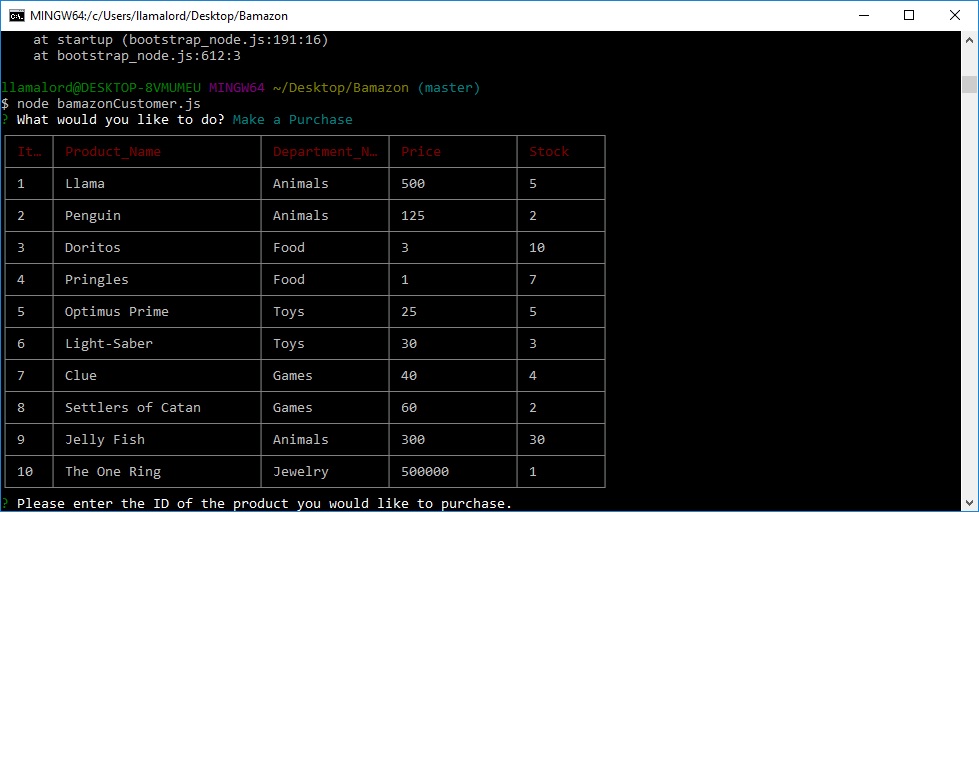 MINGW64:/c/Users/llamalord/Desktop/Bamazon
at startup (bootstrap_node.js:191:16)
at bootstrap_node.js:612:3
llamalord@DESKTOP-8VMUMEU MINGW64 ~/Desktop/Bamazon (master)
$ node bamazonCustomer.js
? What would you like to do? Make a Purchase
It… Product_Name Department_N… Price Stock
1 Llama Animals 500 5
2 Penguin Animals 125 2
3 Doritos Food 3 10
4 Pringles Food 1 7
5 Optimus Prime Toys 25 5
6 Light-Saber Toys 30 3
7 Clue Games 40 4
8 Settlers of Catan Games 60 2
9 Jelly Fish Animals 300 30
10 The One Ring Jewelry 500000 1
? Please enter the ID of the product you would like to purchase.